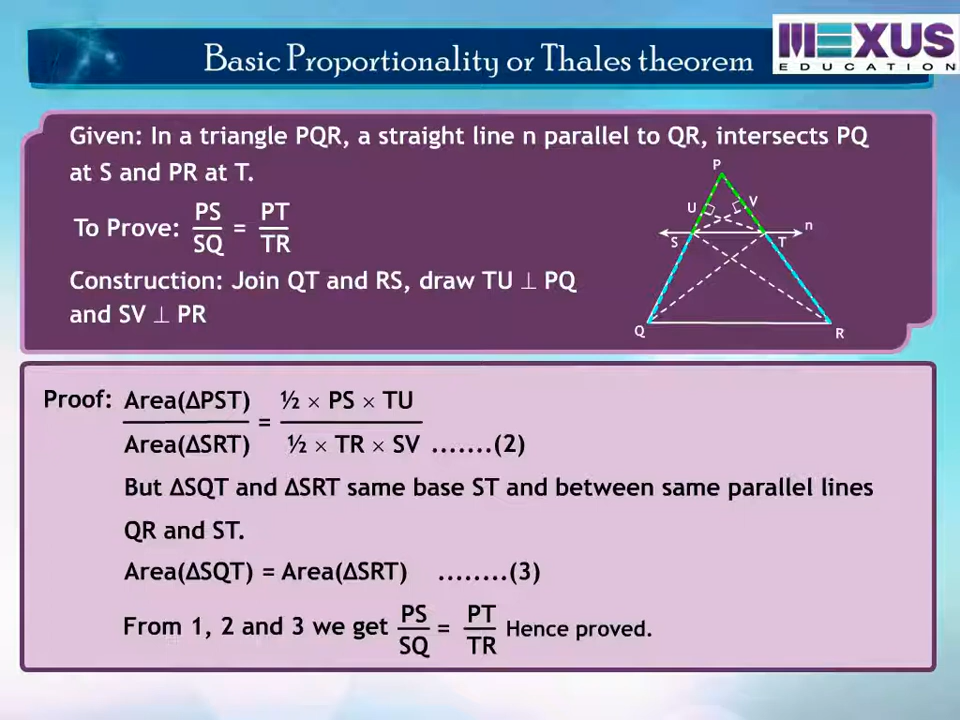 Basic Proportionality or Thales theorem
MEXUS
EDUCATION
Given: In a triangle PQR, a straight line n parallel to QR, intersects PQ
at S and PR at T.
To Prove: PS/SQ = PT/TR
Construction: Join QT and RS, draw TU ⊥ PQ
and SV ⊥ PR
P
U
V
n
S
T
Q
R
Proof: Area(ΔPST)/Area(ΔSRT) = ½ × PS × TU/½ × TR × SV .......(2)
But ΔSQT and ΔSRT same base ST and between same parallel lines
QR and ST.
Area(ΔSQT) = Area(ΔSRT) ........(3)
From 1, 2 and 3 we get PS/SQ = PT/TR Hence proved.